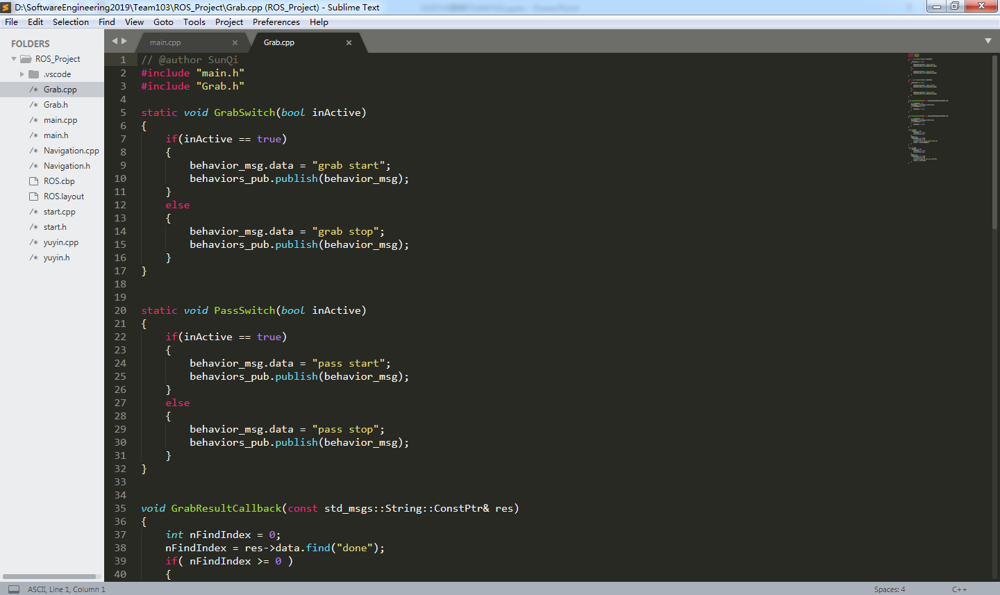 D:\SoftwareEngineering2019\Team103\ROS_Project\Grab.cpp (ROS_Project) - Sublime Text
File Edit Selection Find View Goto Tools Project Preferences Help
FOLDERS
ROS_Project
.vscode
/* Grab.cpp
/* Grab.h
/* main.cpp
/* main.h
/* Navigation.cpp
/* Navigation.h
ROS.cbp
ROS.layout
/* start.cpp
/* start.h
/* yuyin.cpp
/* yuyin.h
main.cpp × Grab.cpp ×
1 // @author SunQi
2 #include "main.h"
3 #include "Grab.h"
4
5 static void GrabSwitch(bool inActive)
6 {
7     if(inActive == true)
8     {
9         behavior_msg.data = "grab start";
10         behaviors_pub.publish(behavior_msg);
11     }
12     else
13     {
14         behavior_msg.data = "grab stop";
15         behaviors_pub.publish(behavior_msg);
16     }
17 }
18
19
20 static void PassSwitch(bool inActive)
21 {
22     if(inActive == true)
23     {
24         behavior_msg.data = "pass start";
25         behaviors_pub.publish(behavior_msg);
26     }
27     else
28     {
29         behavior_msg.data = "pass stop";
30         behaviors_pub.publish(behavior_msg);
31     }
32 }
33
34
35 void GrabResultCallback(const std_msgs::String::ConstPtr& res)
36 {
37     int nFindIndex = 0;
38     nFindIndex = res->data.find("done");
39     if( nFindIndex >= 0 )
40     {
ASCII, Line 1, Column 1
Spaces: 4
C++